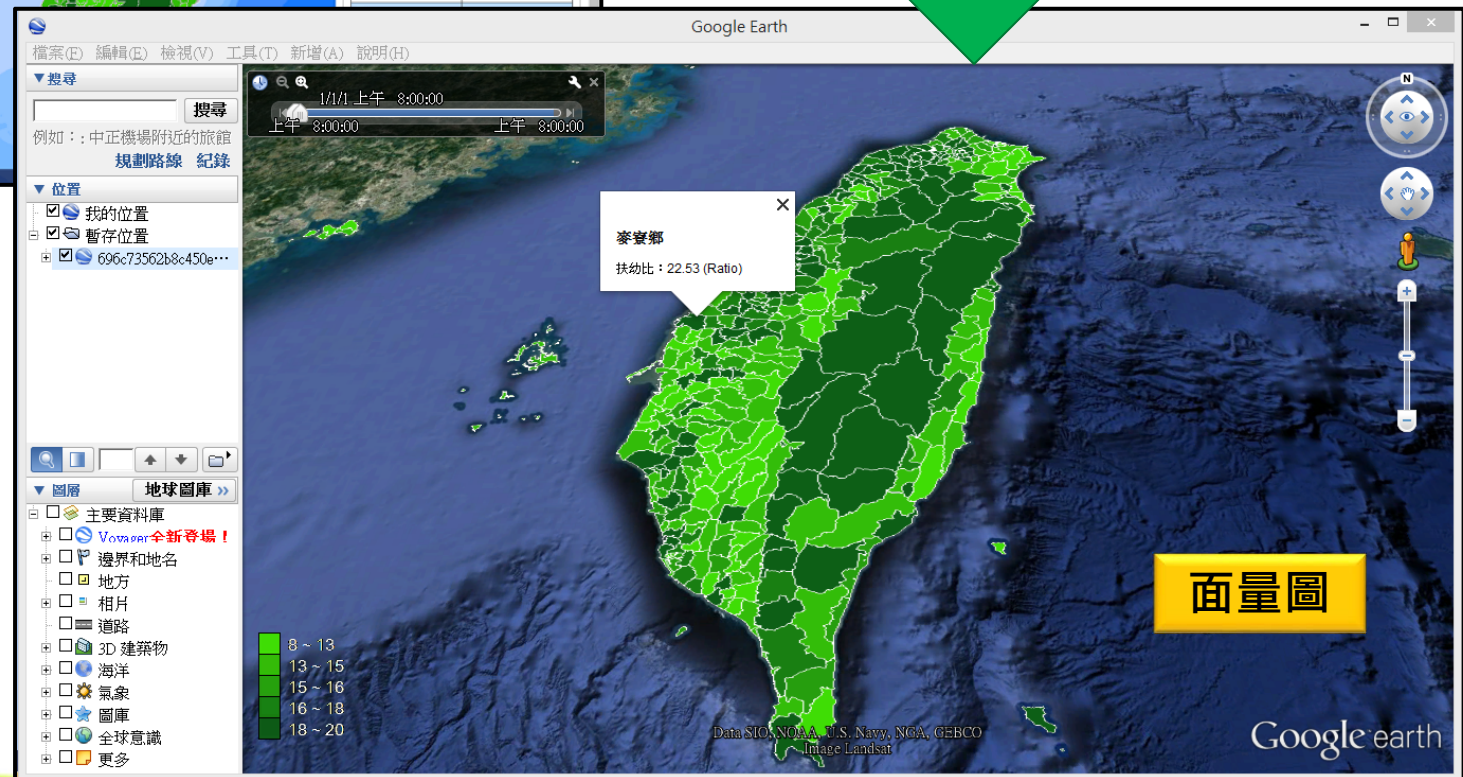 Google Earth
檔案(F) 編輯(E) 檢視(V) 工具(T) 新增(A) 說明(H)
▼搜尋
搜尋
例如：: 中正機場附近的旅館
規劃路線 紀錄
▼ 位置
我的位置
暫存位置
696c73562b8c450e…
▼ 圖層
地球圖庫 »
主要資料庫
Voyager全新登場！
邊界和地名
地方
相片
道路
3D 建築物
海洋
氣象
圖庫
全球意識
更多
1/1/1 上午 8:00:00
上午 8:00:00
上午 8:00:00
N
麥寮鄉
扶幼比：22.53 (Ratio)
面量圖
8 ~ 13
13 ~ 15
15 ~ 16
16 ~ 18
18 ~ 20
Data SIO, NOAA, U.S. Navy, NGA, GEBCO
Image Landsat
Google earth